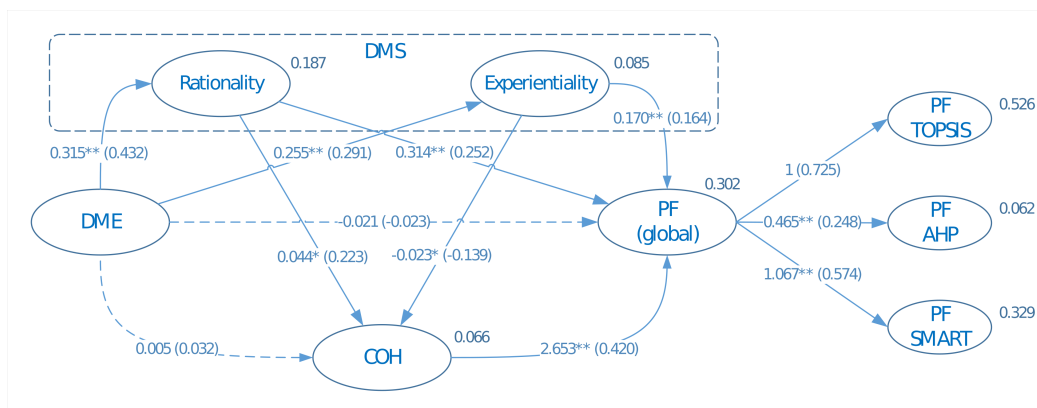 DMS
Rationality
0.187
Experientiality
0.085
PF
TOPSIS
0.526
0.170** (0.164)
0.315** (0.432)
0.255** (0.291)
0.314** (0.252)
1 (0.725)
0.302
DME
-0.021 (-0.023)
PF
(global)
0.465** (0.248)
PF
AHP
0.062
0.044* (0.223)
-0.023* (-0.139)
1.067** (0.574)
PF
SMART
0.329
0.005 (0.032)
COH
0.066
2.653** (0.420)